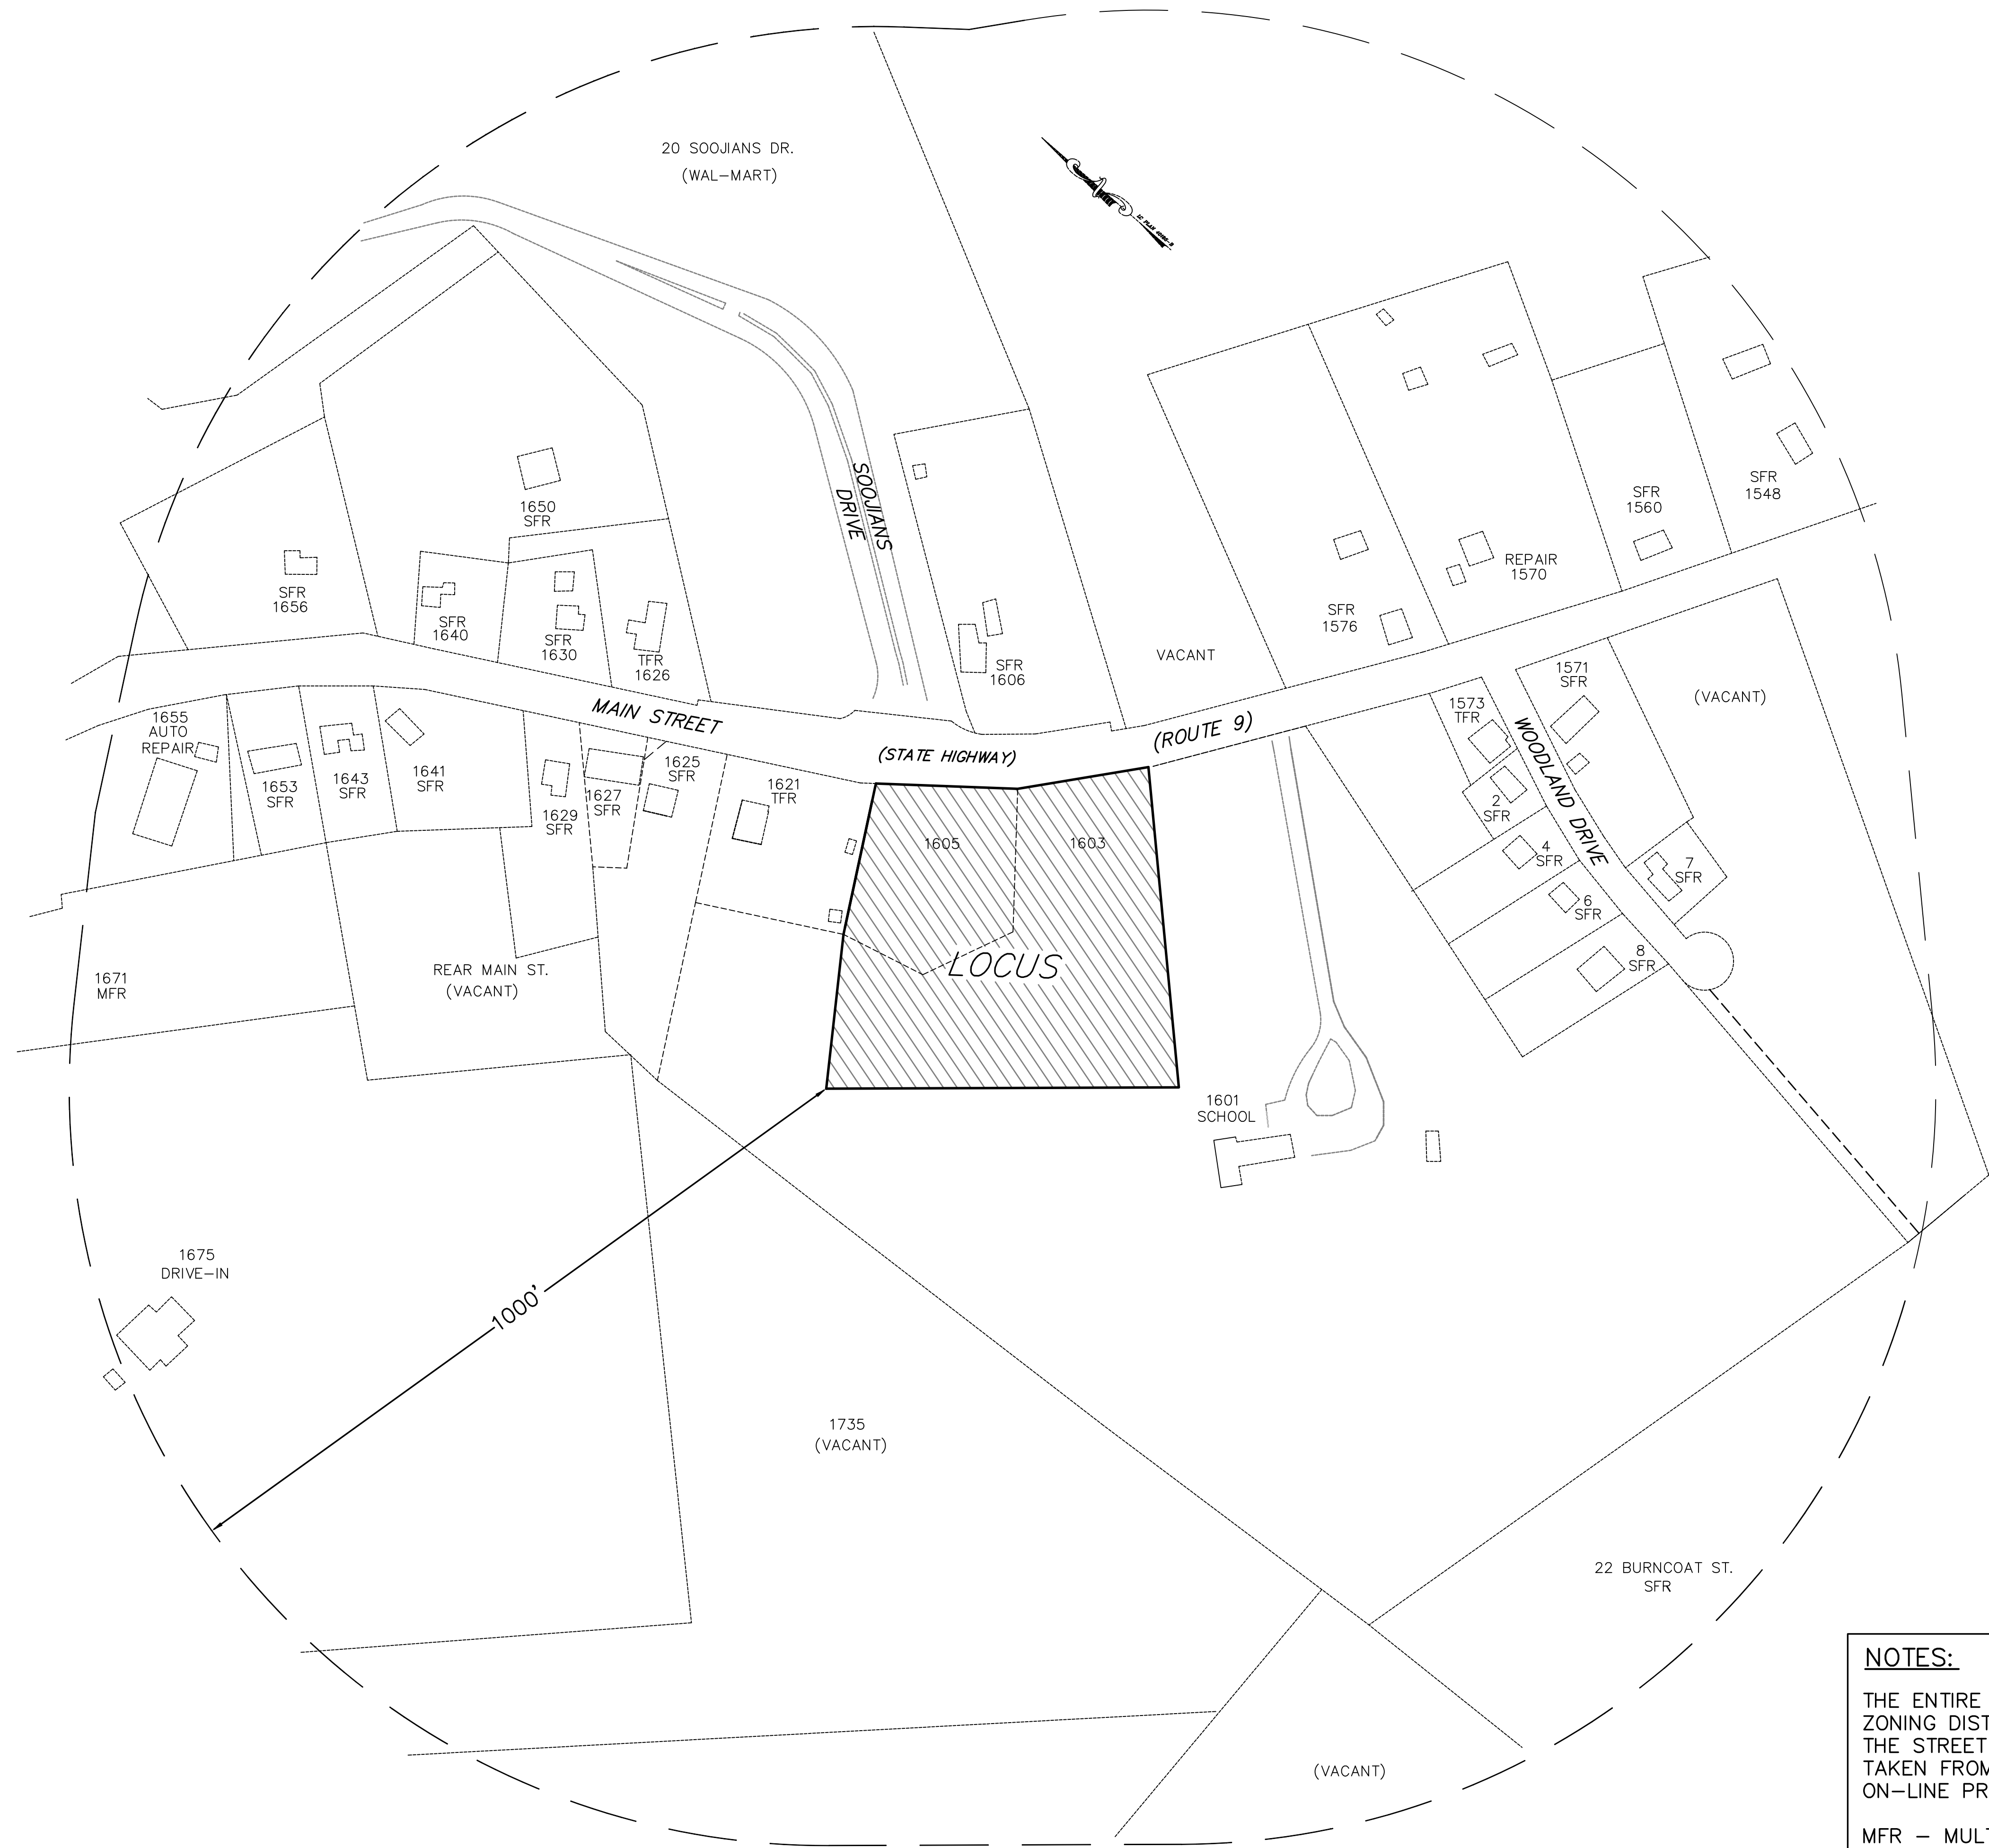 20 SOOJIANS DR.
(WAL-MART)
SOOJIANS
DRIVE
1650
SFR
SFR
1656
SFR
1640
SFR
1630
TFR
1626
SFR
1606
VACANT
SFR
1576
REPAIR
1570
SFR
1560
SFR
1548
MAIN STREET
(STATE HIGHWAY)
(ROUTE 9)
1655
AUTO
REPAIR
1653
SFR
1643
SFR
1641
SFR
1629
SFR
1627
SFR
1625
SFR
1621
TFR
1605
1603
LOCUS
1573
TFR
1571
SFR
(VACANT)
WOODLAND DRIVE
2
SFR
4
SFR
6
SFR
8
SFR
7
SFR
1671
MFR
REAR MAIN ST.
(VACANT)
1601
SCHOOL
1675
DRIVE-IN
1000'
1735
(VACANT)
22 BURNCOAT ST.
SFR
(VACANT)
NOTES:
THE ENTIRE
ZONING DIST
THE STREET
TAKEN FROM
ON-LINE PR
MFR - MULT